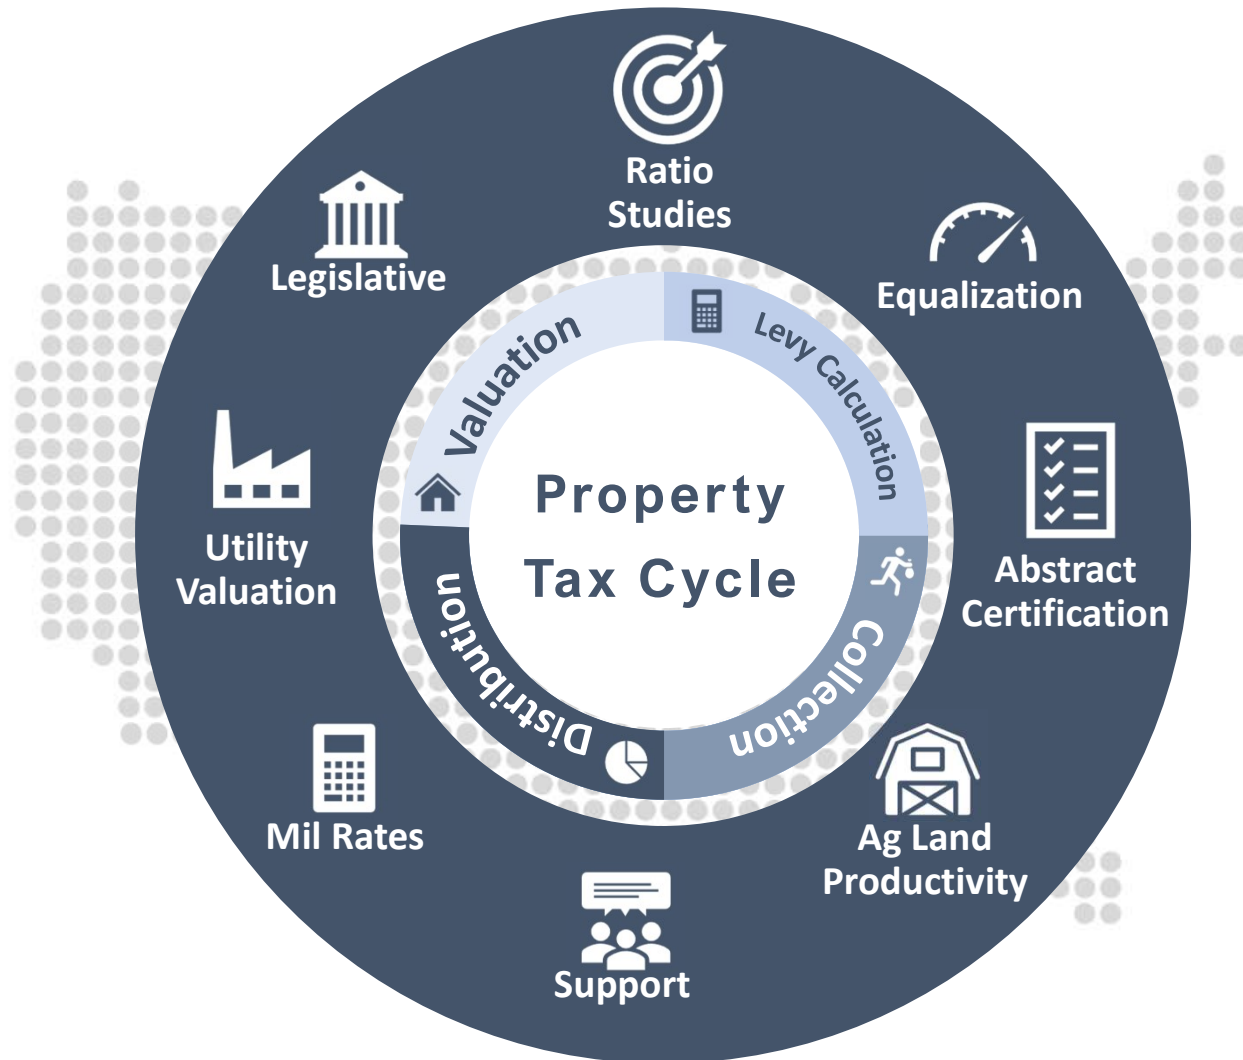 Ratio
Studies
Equalization
Abstract
Certification
Ag Land
Productivity
Support
Mil Rates
Utility
Valuation
Legislative
Valuation
Levy Calculation
Collection
Distribution
Property
Tax Cycle